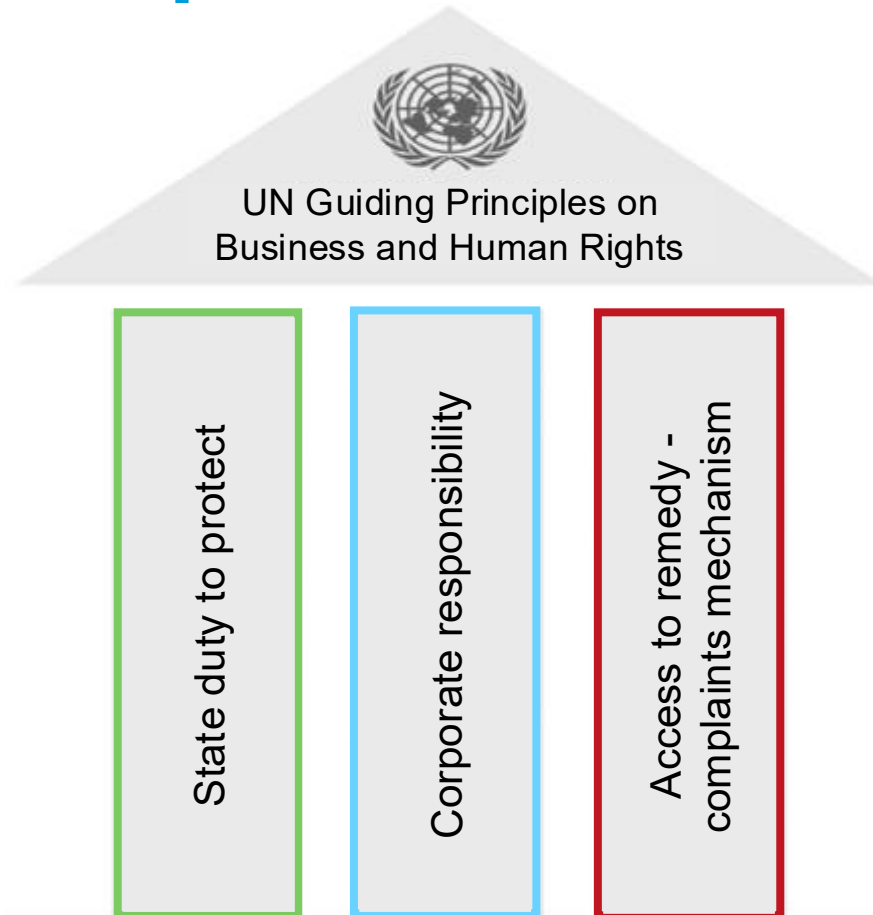 UN Guiding Principles on
Business and Human Rights
State duty to protect
Corporate responsibility
Access to remedy -
complaints mechanism